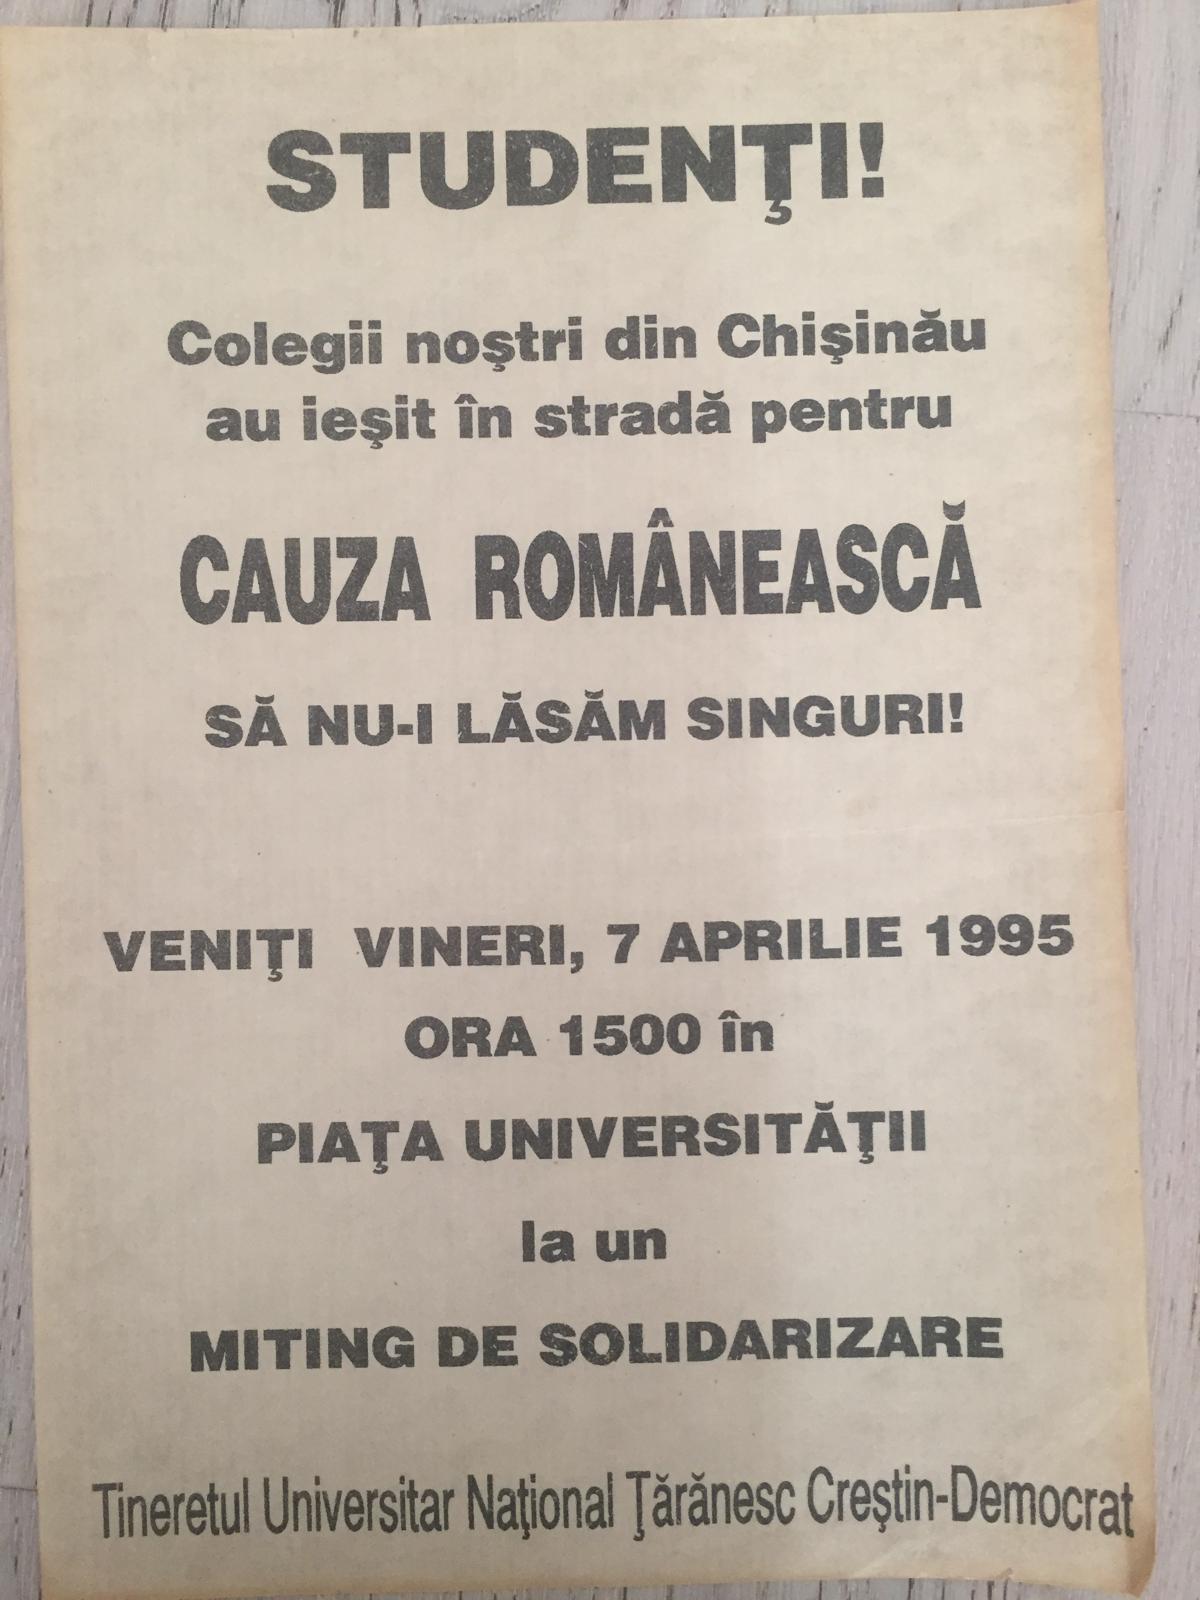 STUDENŢI!
Colegii noştri din Chişinău
au ieşit în stradă pentru
CAUZA ROMÂNEASCĂ
SĂ NU-I LĂSĂM SINGURI!
VENIŢI VINERI, 7 APRILIE 1995
ORA 1500 în
PIAŢA UNIVERSITĂŢII
la un
MITING DE SOLIDARIZARE
Tineretul Universitar Naţional Ţărănesc Creştin-Democrat